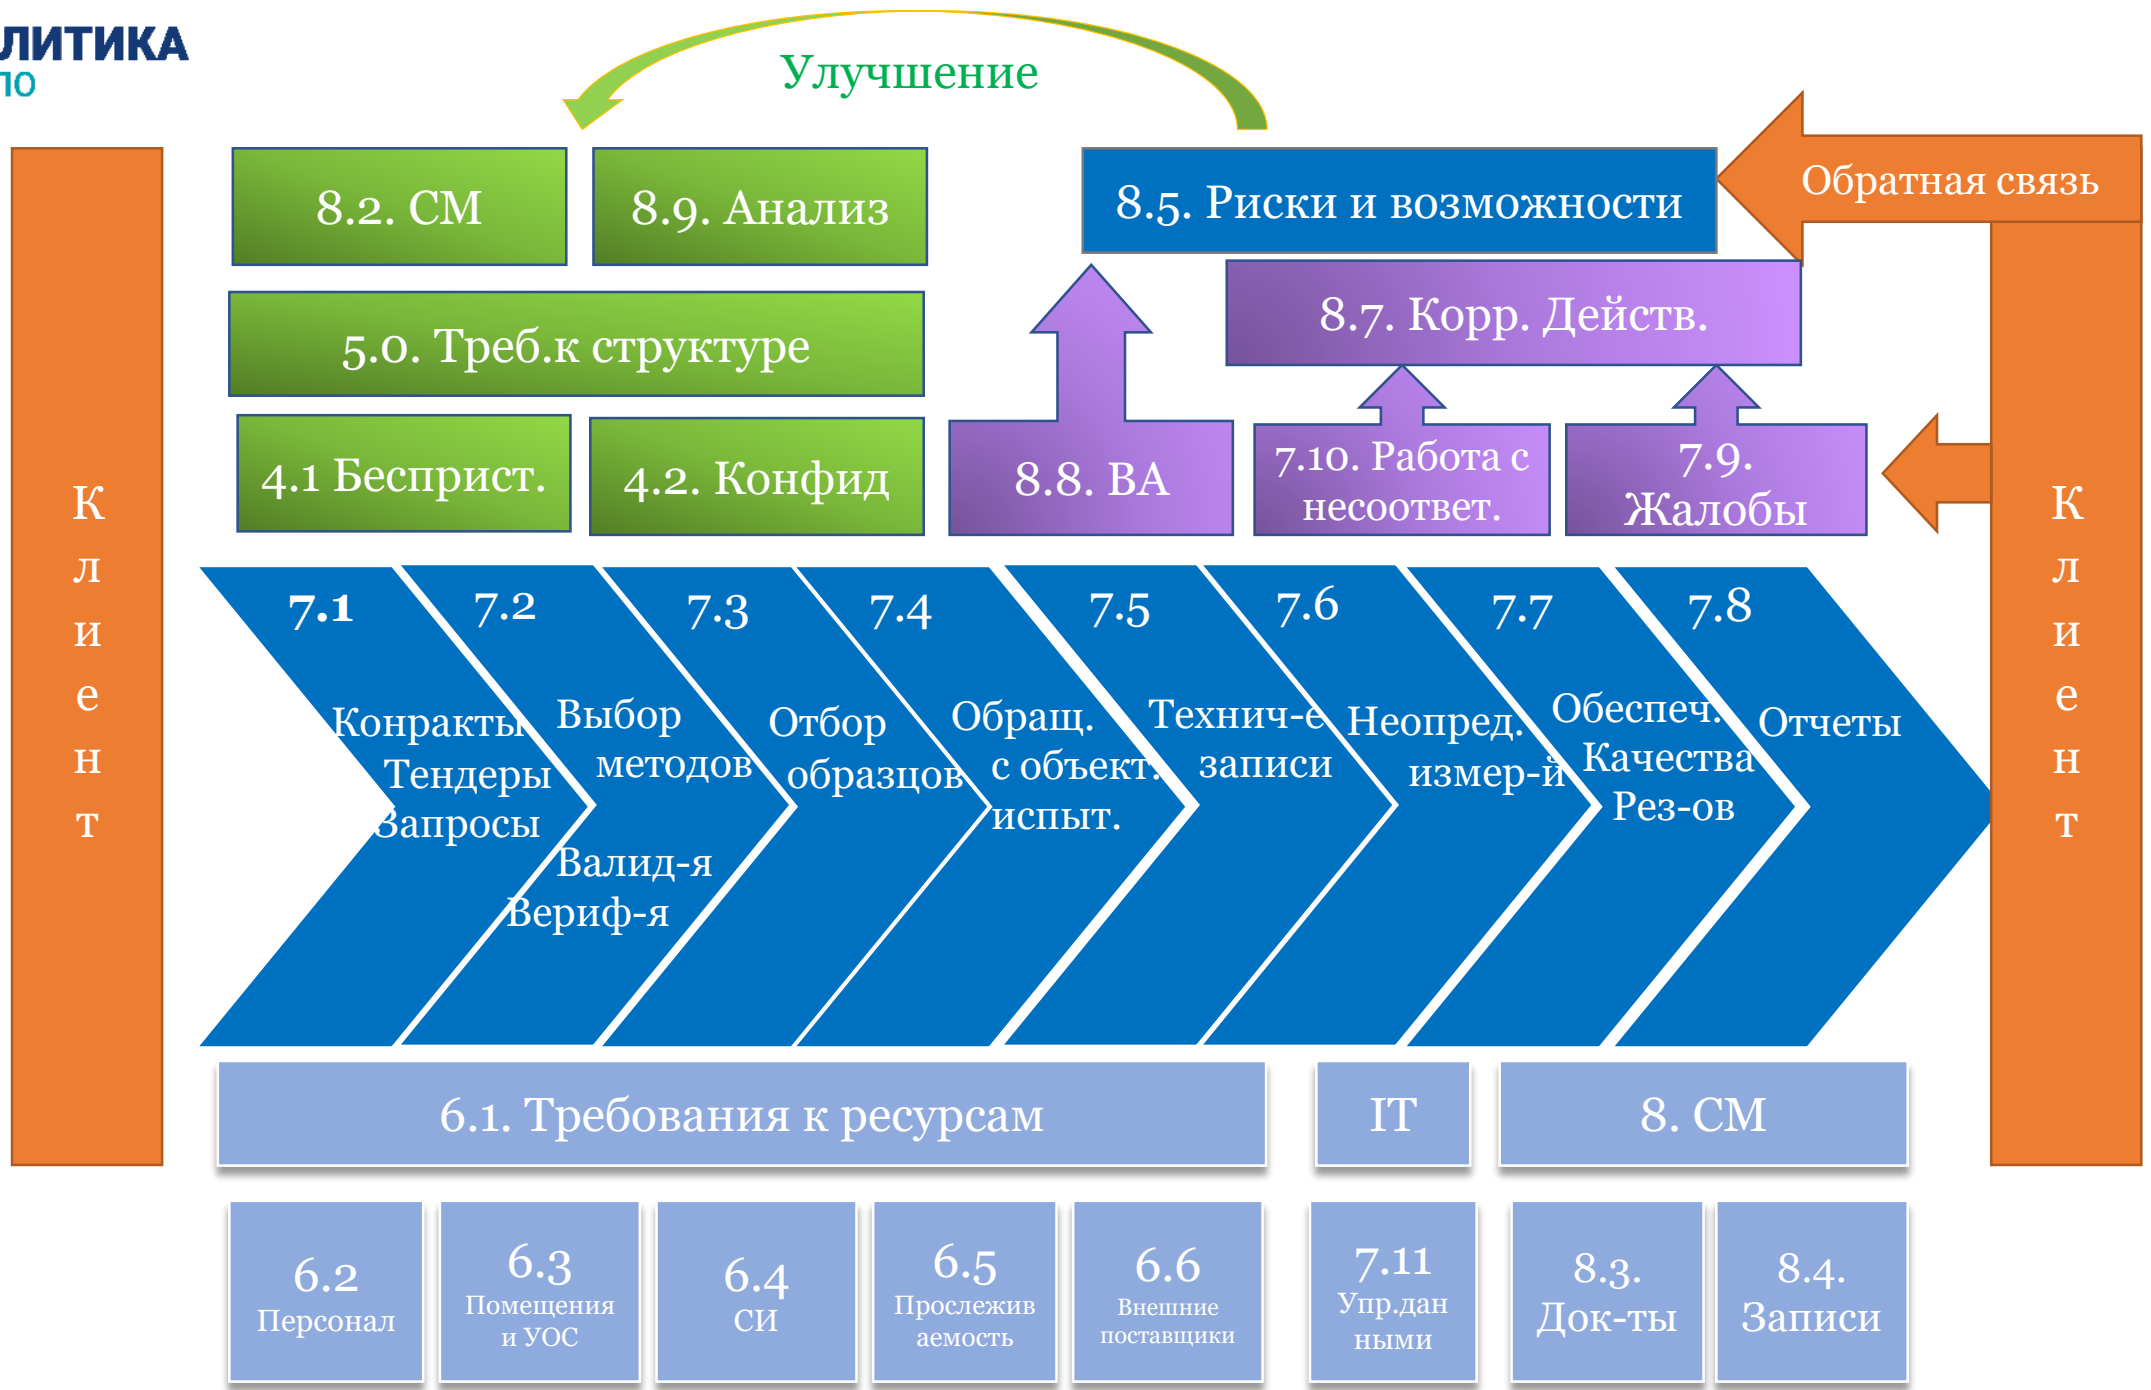 ЛИТИКА
Улучшение
8.2. СМ
8.9. Анализ
8.5. Риски и возможности
Обратная связь
5.0. Треб.к структуре
8.7. Корр. Действ.
4.1 Бесприст.
4.2. Конфид
8.8. ВА
7.10. Работа с
несоответ.
7.9.
Жалобы
К
л
и
е
н
т
7.1
Конракты
Тендеры
Запросы
7.2
Выбор
методов
Валид-я
Вериф-я
7.3
Отбор
образцов
7.4
Обращ.
с объект.
испыт.
7.5
Технич-е
записи
7.6
Неопред.
измер-й
7.7
Обеспеч.
Качества
Рез-ов
7.8
Отчеты
К
л
и
е
н
т
6.1. Требования к ресурсам
IT
8. СМ
6.2
Персонал
6.3
Помещения
и УОС
6.4
СИ
6.5
Прослежив
аемость
6.6
Внешние
поставщики
7.11
Упр.дан
ными
8.3.
Док-ты
8.4.
Записи